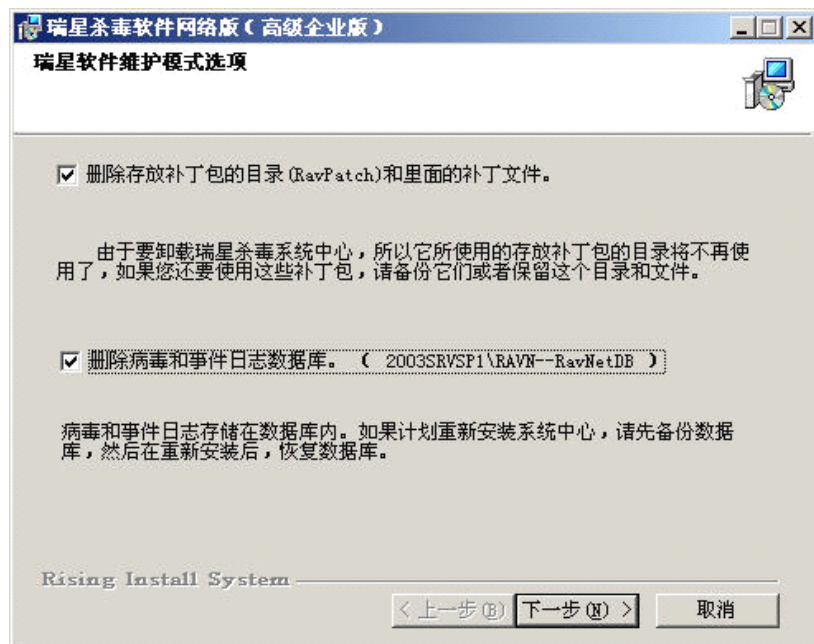 瑞星杀毒软件网络版(高级企业版)
瑞星软件维护模式选项
删除存放补丁包的目录(RavPatch)和里面的补丁文件。
由于要卸载瑞星杀毒系统中心,所以它所使用的存放补丁包的目录将不再使
用了,如果您还要使用这些补丁包,请备份它们或者保留这个目录和文件。
删除病毒和事件日志数据库。 ( 2003SRVSP1\RAVN--RavNetDB )
病毒和事件日志存储在数据库内。如果计划重新安装系统中心,请先备份数据
库,然后在重新安装后,恢复数据库。
Rising Install System
< 上一步(B) 下一步(N) > 取消